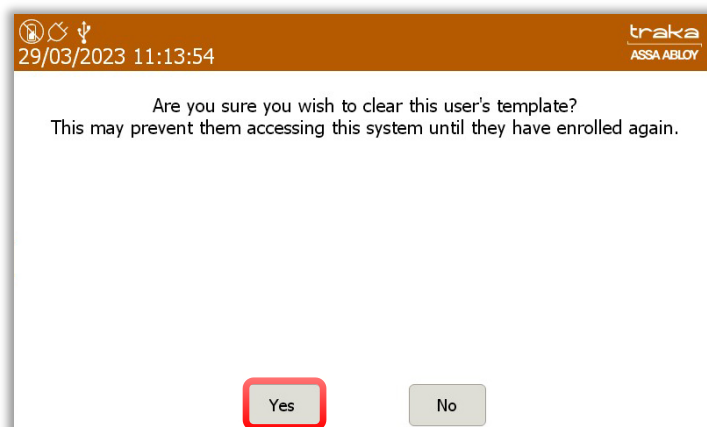 traka
29/03/2023 11:13:54
ASSA ABLOY
Are you sure you wish to clear this user's template?
This may prevent them accessing this system until they have enrolled again.
Yes
No